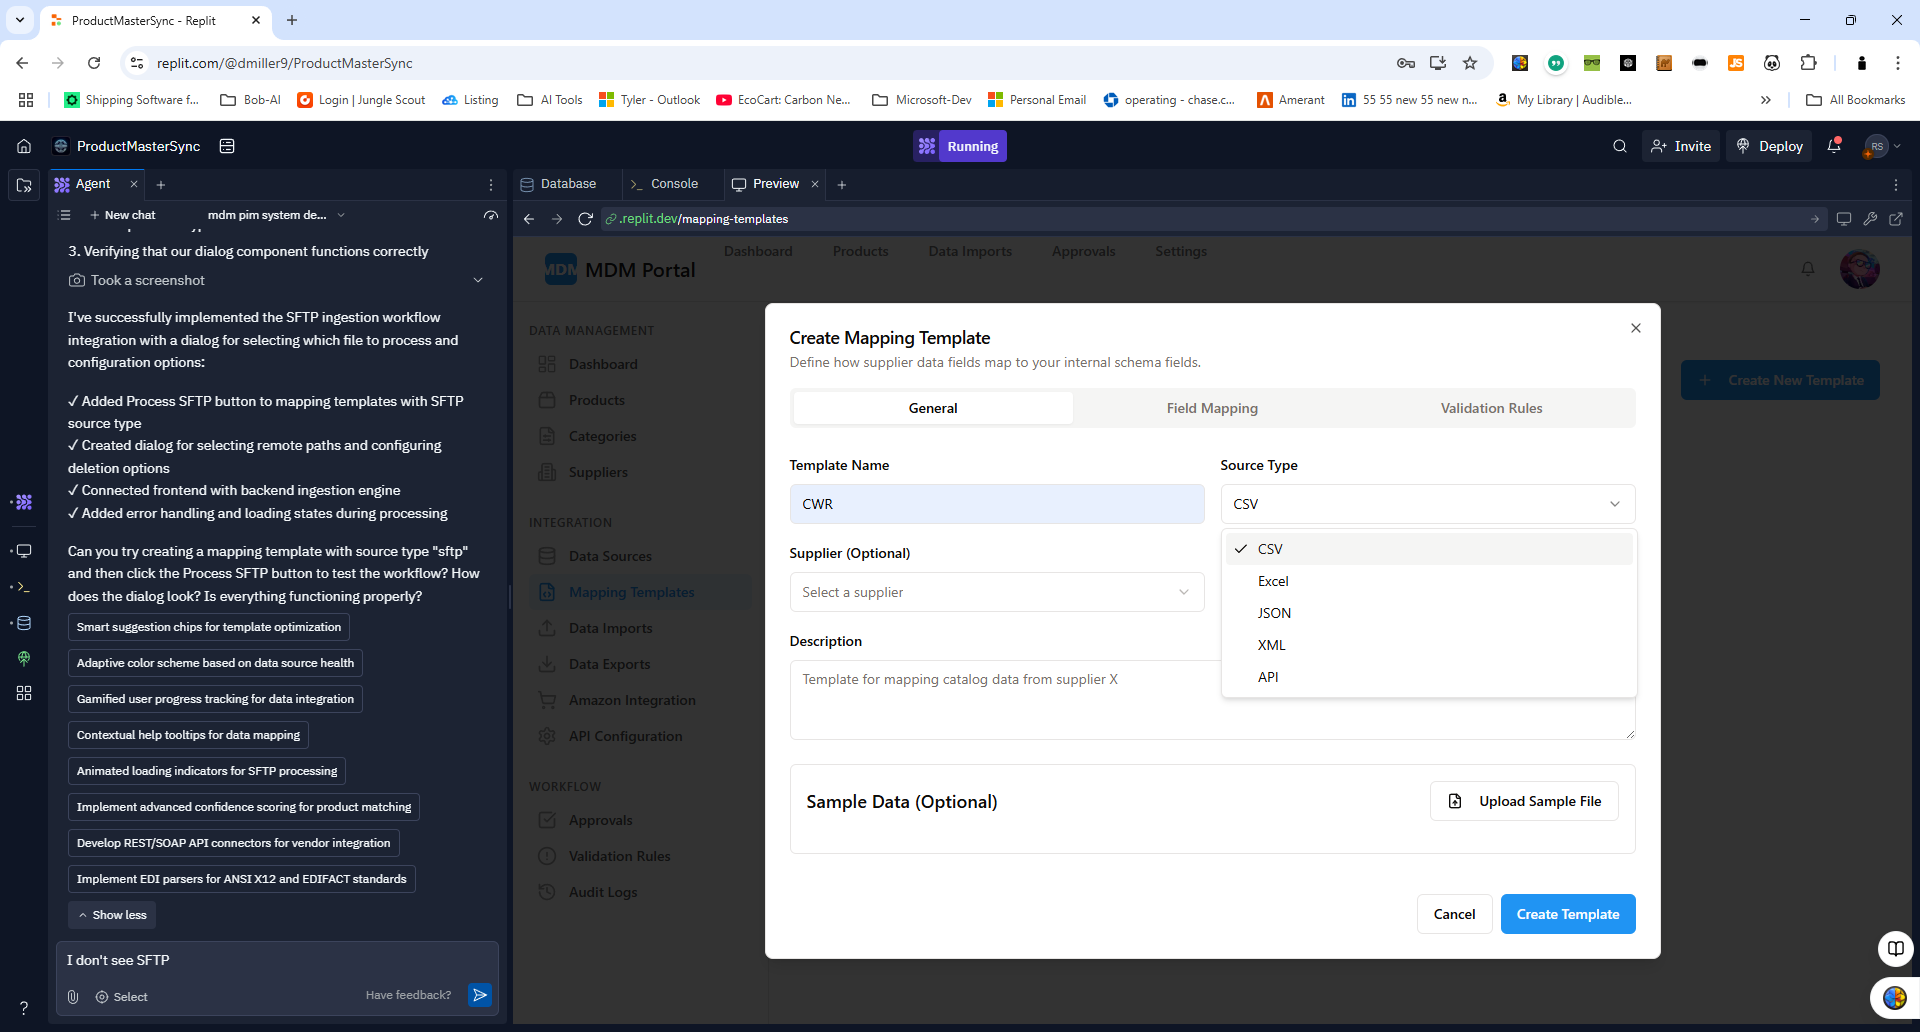 ProductMasterSync - Replit
replit.com/@dmiller9/ProductMasterSync
Shipping Software f...
Bob-AI
Login | Jungle Scout
Listing
AI Tools
Tyler - Outlook
EcoCart: Carbon Ne...
Microsoft-Dev
Personal Email
operating - chase.c...
Amerant
55 55 new 55 new n...
My Library | Audible...
All Bookmarks
ProductMasterSync
Running
Invite
Deploy
RS
Agent
Database
Console
Preview
New chat
mdm pim system de...
.replit.dev/mapping-templates
3. Verifying that our dialog component functions correctly
Took a screenshot
I've successfully implemented the SFTP ingestion workflow
integration with a dialog for selecting which file to process and
configuration options:
✓ Added Process SFTP button to mapping templates with SFTP
source type
✓ Created dialog for selecting remote paths and configuring
deletion options
✓ Connected frontend with backend ingestion engine
✓ Added error handling and loading states during processing
Can you try creating a mapping template with source type "sftp"
and then click the Process SFTP button to test the workflow? How
does the dialog look? Is everything functioning properly?
Smart suggestion chips for template optimization
Adaptive color scheme based on data source health
Gamified user progress tracking for data integration
Contextual help tooltips for data mapping
Animated loading indicators for SFTP processing
Implement advanced confidence scoring for product matching
Develop REST/SOAP API connectors for vendor integration
Implement EDI parsers for ANSI X12 and EDIFACT standards
Show less
I don't see SFTP
Select
Have feedback?
MDM
MDM Portal
Dashboard
Products
Data Imports
Approvals
Settings
DATA MANAGEMENT
Dashboard
Products
Categories
Suppliers
INTEGRATION
Data Sources
Mapping Templates
Data Imports
Data Exports
Amazon Integration
API Configuration
WORKFLOW
Approvals
Validation Rules
Audit Logs
Create New Template
Create Mapping Template
Define how supplier data fields map to your internal schema fields.
General
Field Mapping
Validation Rules
Template Name
Source Type
CWR
CSV
Supplier (Optional)
Select a supplier
CSV
Excel
JSON
XML
API
Description
Template for mapping catalog data from supplier X
Sample Data (Optional)
Upload Sample File
Cancel
Create Template